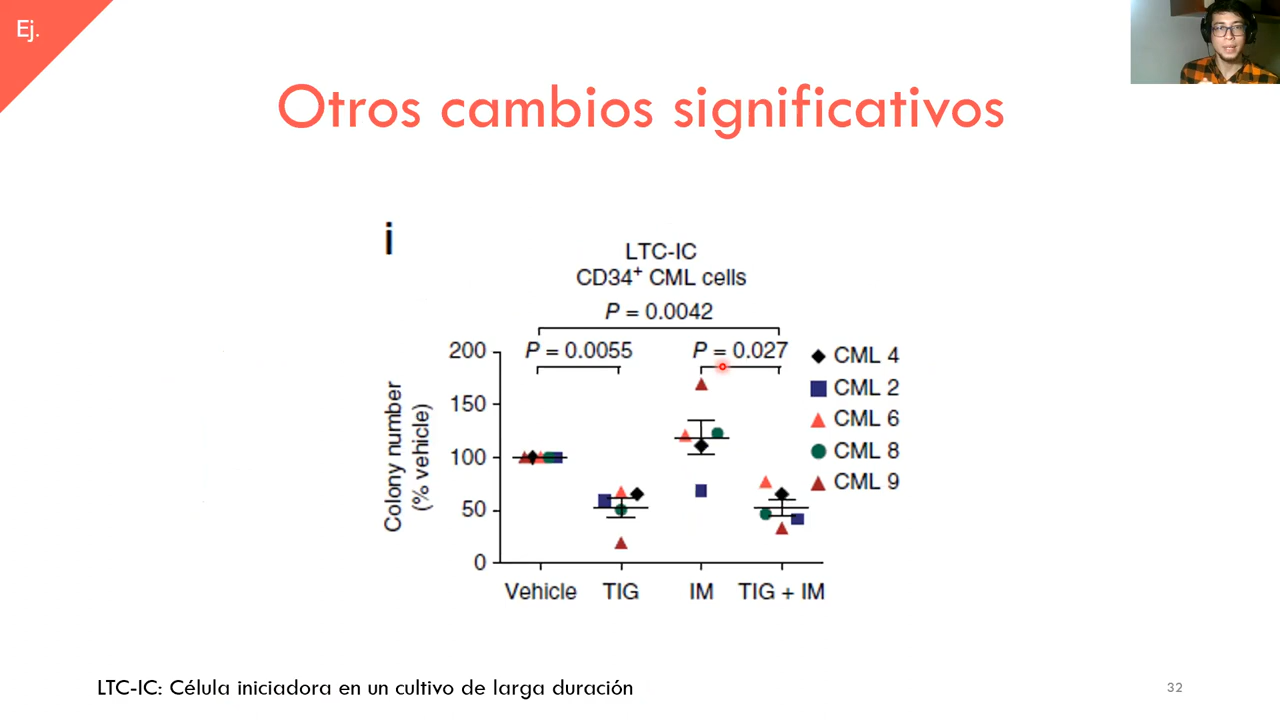 Ej.
Otros cambios significativos
i
LTC-IC
CD34+ CML cells
P = 0.0042
P = 0.0055
P = 0.027
200
150
100
50
0
Colony number
(% vehicle)
Vehicle
TIG
IM
TIG + IM
CML 4
CML 2
CML 6
CML 8
CML 9
LTC-IC: Célula iniciadora en un cultivo de larga duración
32